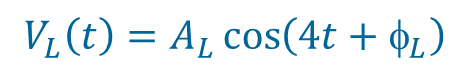 V_L(t) = A_L cos(4t + ϕ_L)